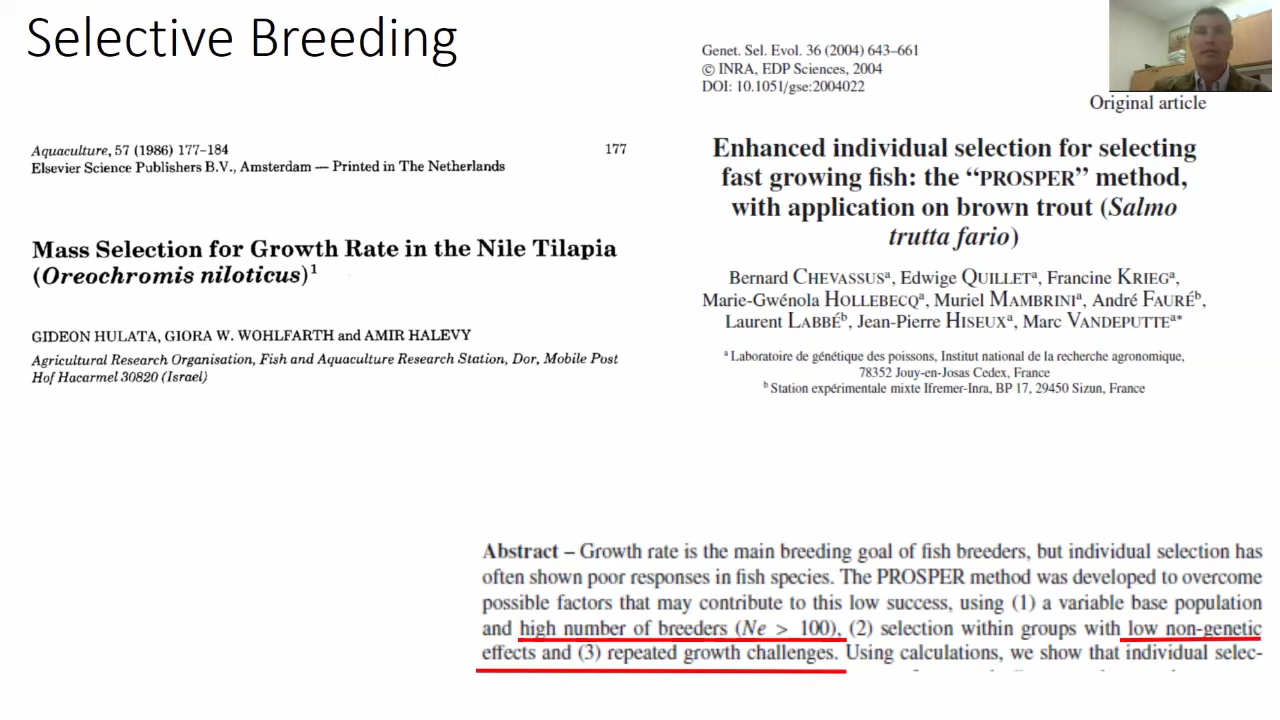 Selective Breeding
Aquaculture, 57 (1986) 177–184
177
Elsevier Science Publishers B.V., Amsterdam — Printed in The Netherlands
Mass Selection for Growth Rate in the Nile Tilapia
(Oreochromis niloticus)¹
GIDEON HULATA, GIORA W. WOHLFARTH and AMIR HALEVY
Agricultural Research Organisation, Fish and Aquaculture Research Station, Dor, Mobile Post
Hof Hacarmel 30820 (Israel)
Genet. Sel. Evol. 36 (2004) 643–661
© INRA, EDP Sciences, 2004
DOI: 10.1051/gse:2004022
Original article
Enhanced individual selection for selecting
fast growing fish: the “PROSPER” method,
with application on brown trout (Salmo
trutta fario)
Bernard CHEVASSUSᵃ, Edwige QUILLETᵃ, Francine KRIEGᵃ,
Marie-Gwénola HOLLEBECQᵃ, Muriel MAMBRINIᵃ, André FAURÉᵇ,
Laurent LABBÉᵇ, Jean-Pierre HISEUXᵃ, Marc VANDEPUTTEᵃ*
ᵃ Laboratoire de génétique des poissons, Institut national de la recherche agronomique,
78352 Jouy-en-Josas Cedex, France
ᵇ Station expérimentale mixte Ifremer-Inra, BP 17, 29450 Sizun, France
Abstract – Growth rate is the main breeding goal of fish breeders, but individual selection has
often shown poor responses in fish species. The PROSPER method was developed to overcome
possible factors that may contribute to this low success, using (1) a variable base population
and high number of breeders (Ne > 100), (2) selection within groups with low non-genetic
effects and (3) repeated growth challenges. Using calculations, we show that individual selec-